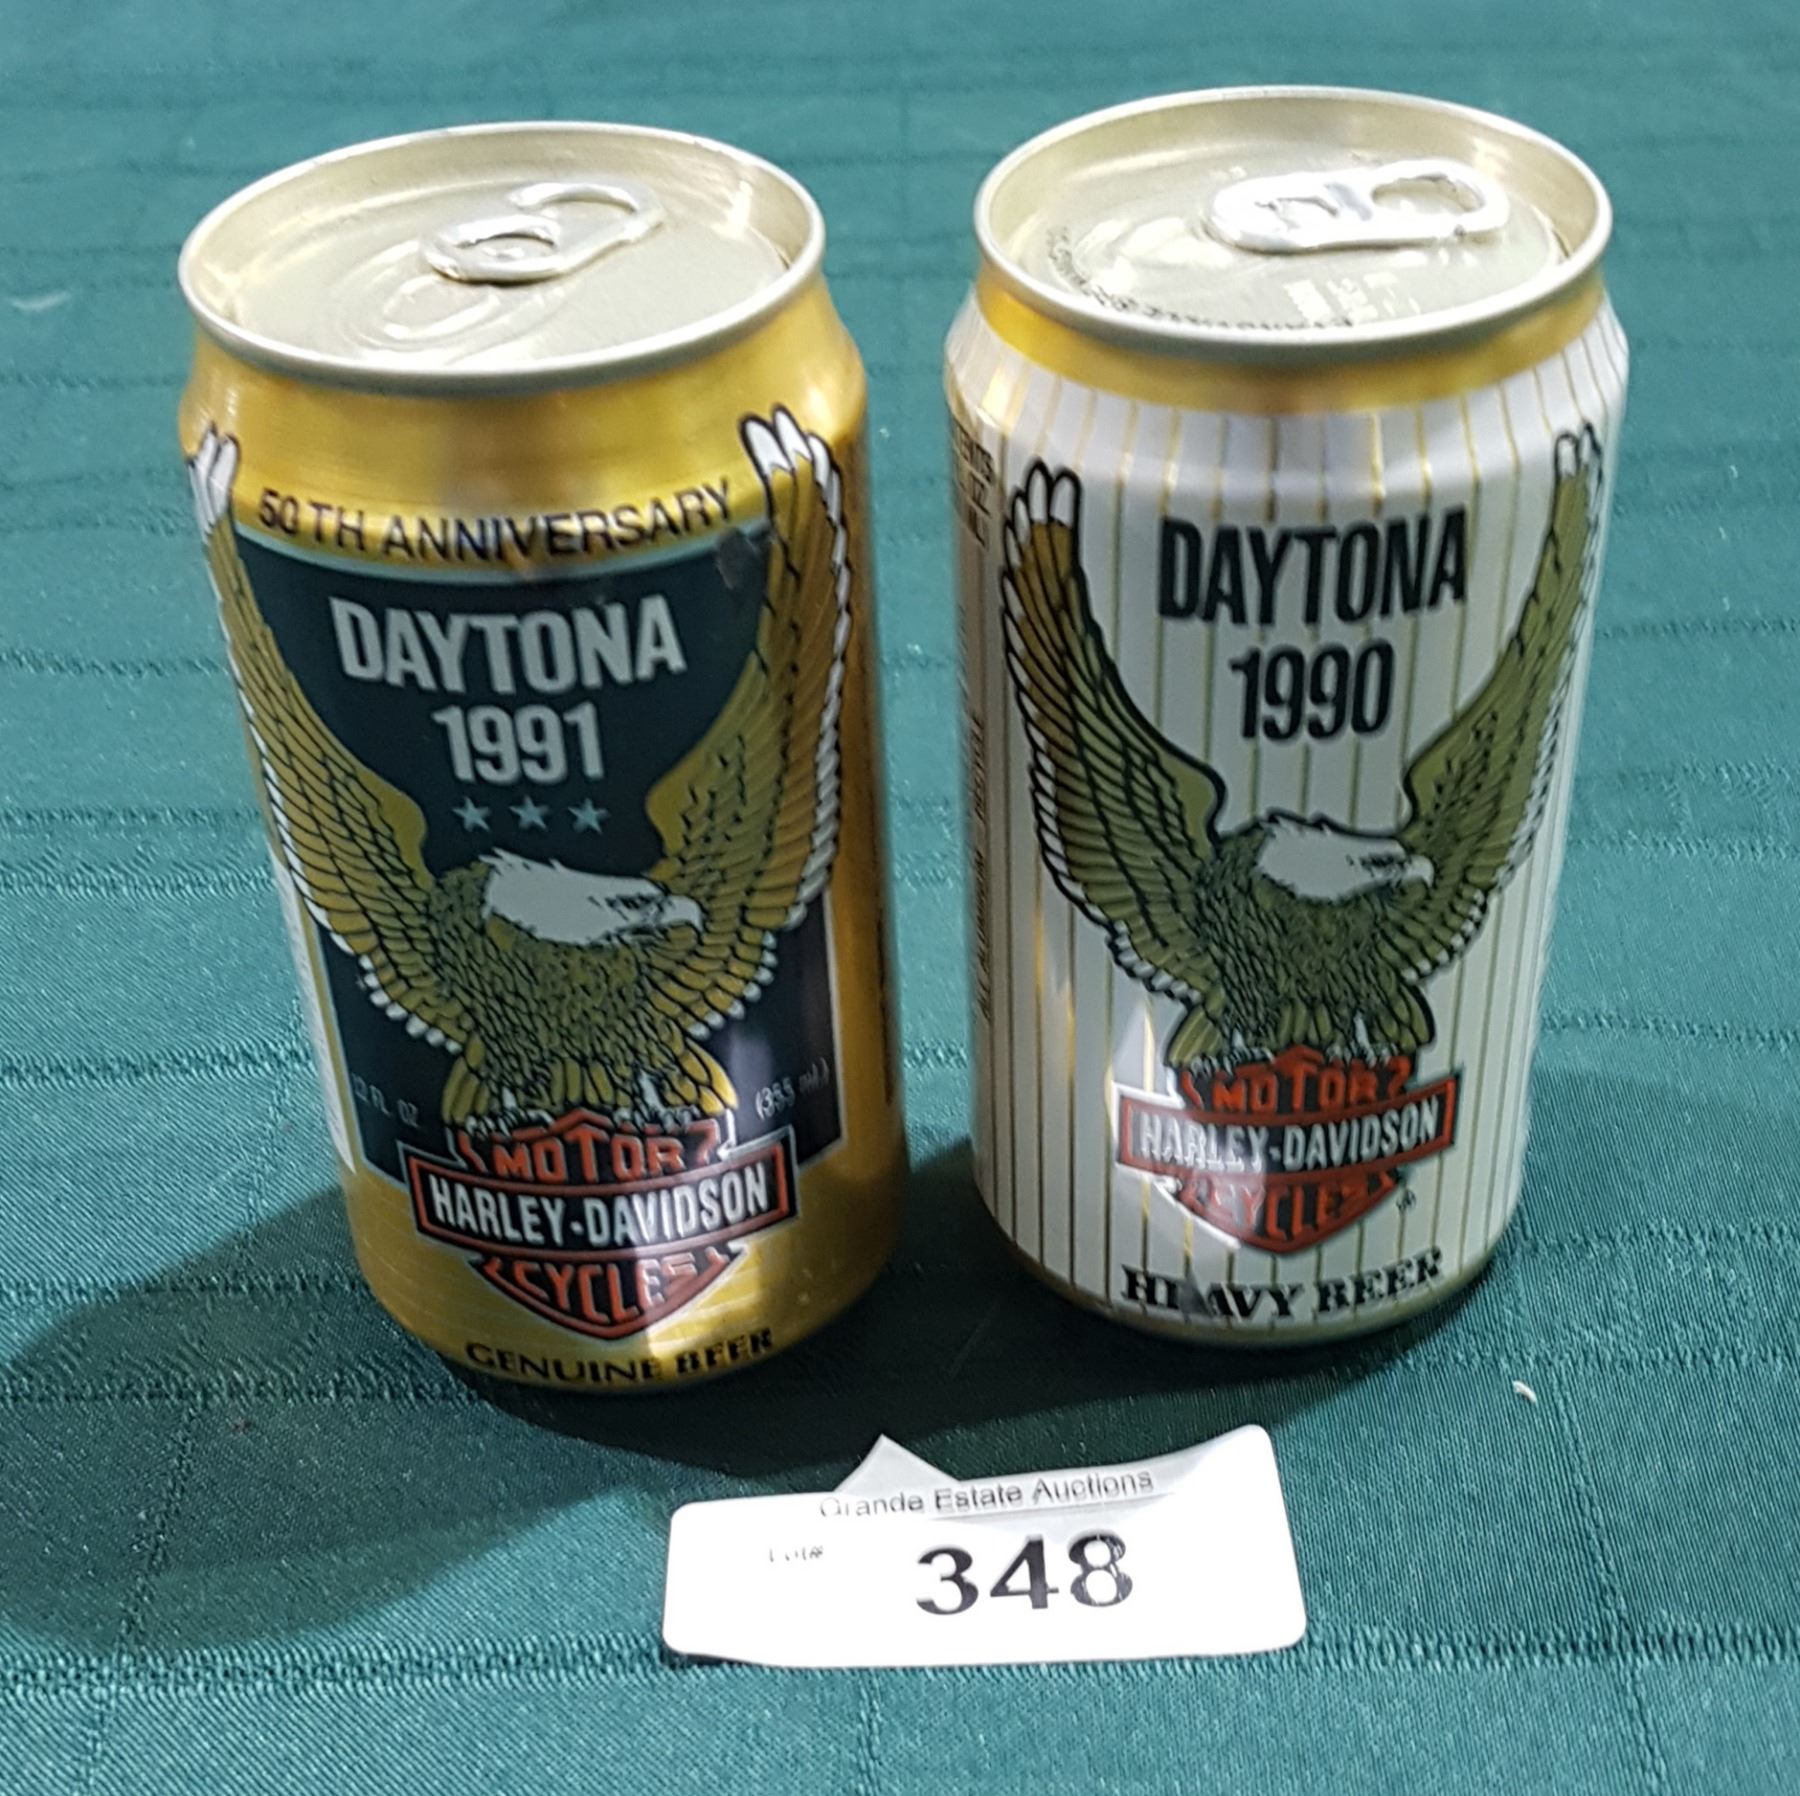 50TH ANNIVERSARY
DAYTONA
1991
12 FL OZ (355 mL)
MOTOR
HARLEY-DAVIDSON
CYCLES
GENUINE BEER
DAYTONA
1990
MOTOR
HARLEY-DAVIDSON
CYCLES
HEAVY BEER
Grande Estate Auctions
Lot# 348